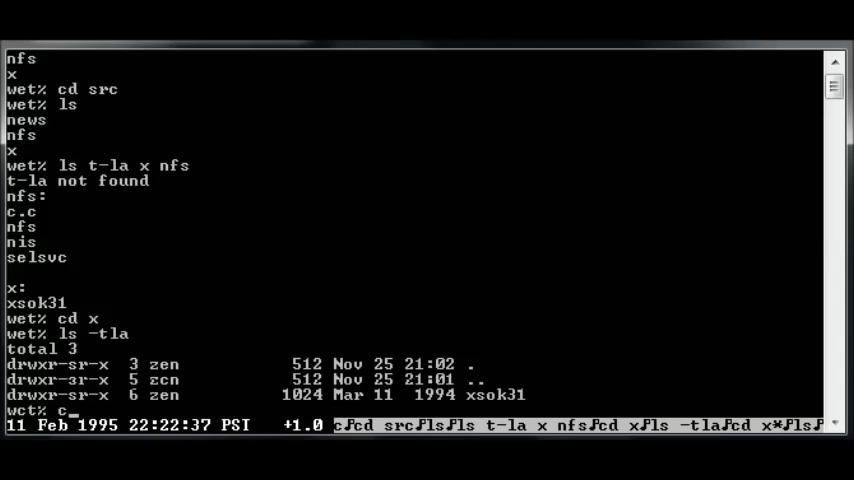 nfs
x
wet% cd src
wet% ls
news
nfs
x
wet% ls t-la x nfs
t-la not found
nfs:
c.c
nfs
nis
selsvc
x:
xsok31
wet% cd x
wet% ls -tla
total 3
drwxr-sr-x 3 zen 512 Nov 25 21:02 .
drwxr-sr-x 5 zen 512 Nov 25 21:01 ..
drwxr-sr-x 6 zen 1024 Mar 11 1994 xsok31
wet% c_
11 Feb 1995 22:22:37 PST +1.0 c♪cd src♪ls♪ls t-la x nfs♪cd x♪ls -tla♪cd x*♪ls♪